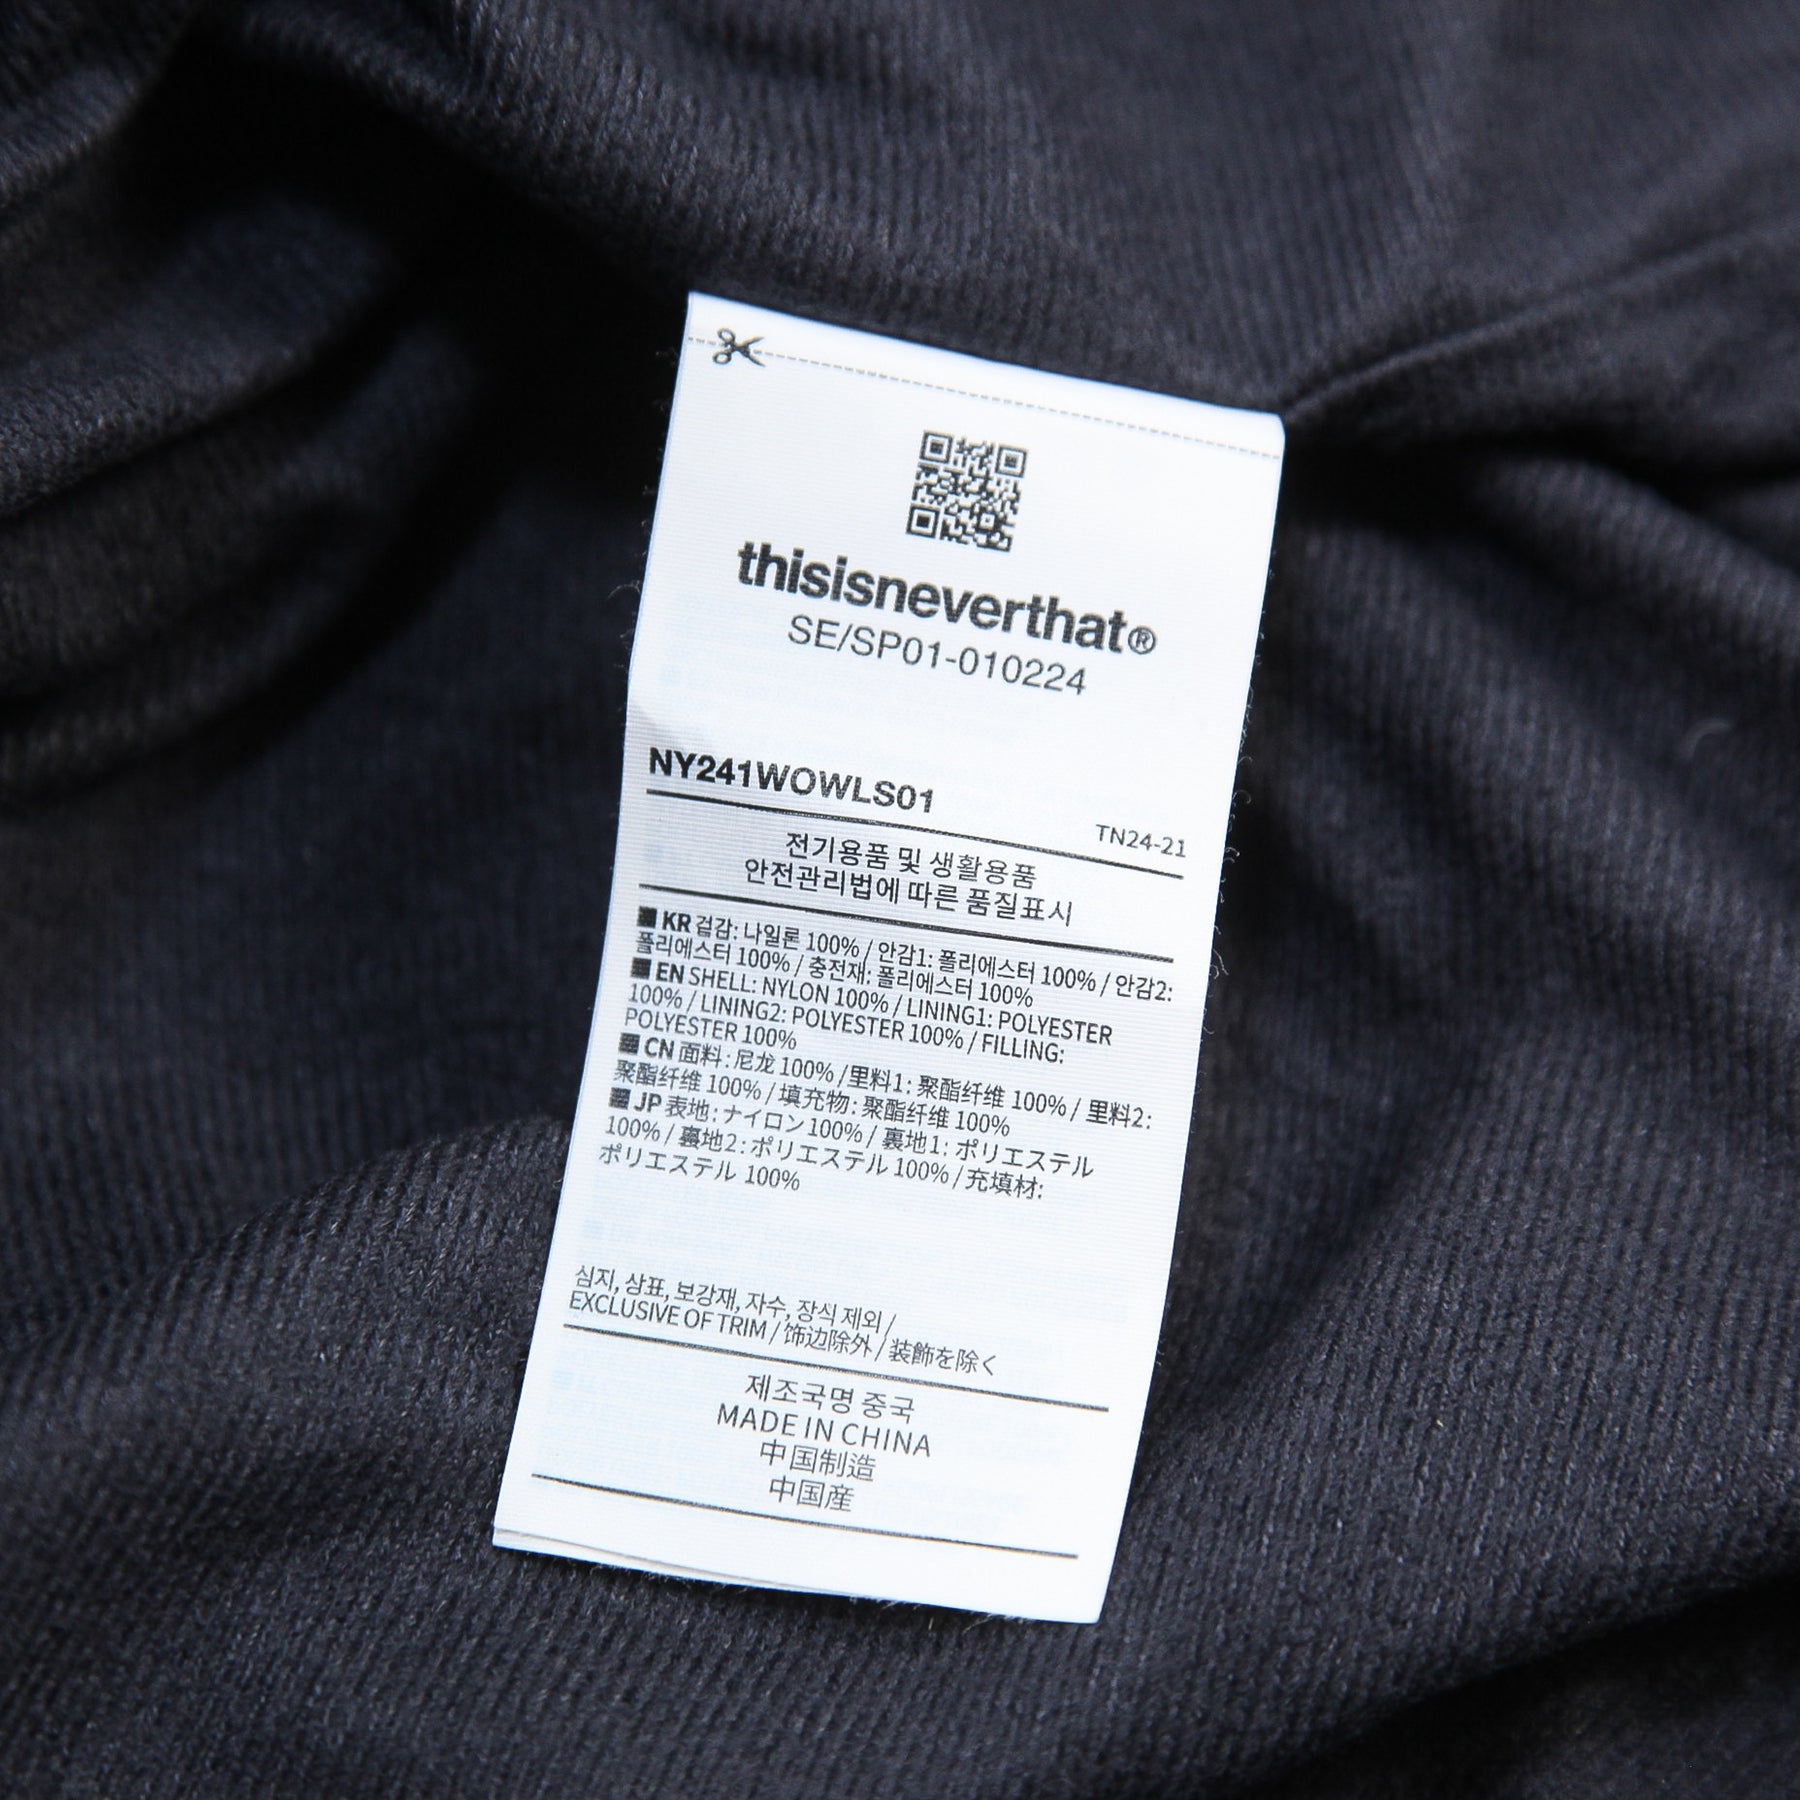 thisisneverthat®
SE/SP01-010224
NY241WOWLS01
TN24-21
전기용품 및 생활용품
안전관리법에 따른 품질표시
KR 겉감: 나일론 100% / 안감1: 폴리에스터 100% / 안감2:
폴리에스터 100% / 충전재: 폴리에스터 100%
EN SHELL: NYLON 100% / LINING1: POLYESTER
100% / LINING2: POLYESTER 100% / FILLING:
POLYESTER 100%
CN 面料: 尼龙 100% / 里料1: 聚酯纤维 100% / 里料2:
聚酯纤维 100% / 填充物: 聚酯纤维 100%
JP 表地: ナイロン 100% / 裏地1: ポリエステル
100% / 裏地2: ポリエステル 100% / 充填材:
ポリエステル 100%
심지, 상표, 보강재, 자수, 장식 제외 /
EXCLUSIVE OF TRIM / 饰边除外 / 装飾を除く
제조국명 중국
MADE IN CHINA
中国制造
中国産